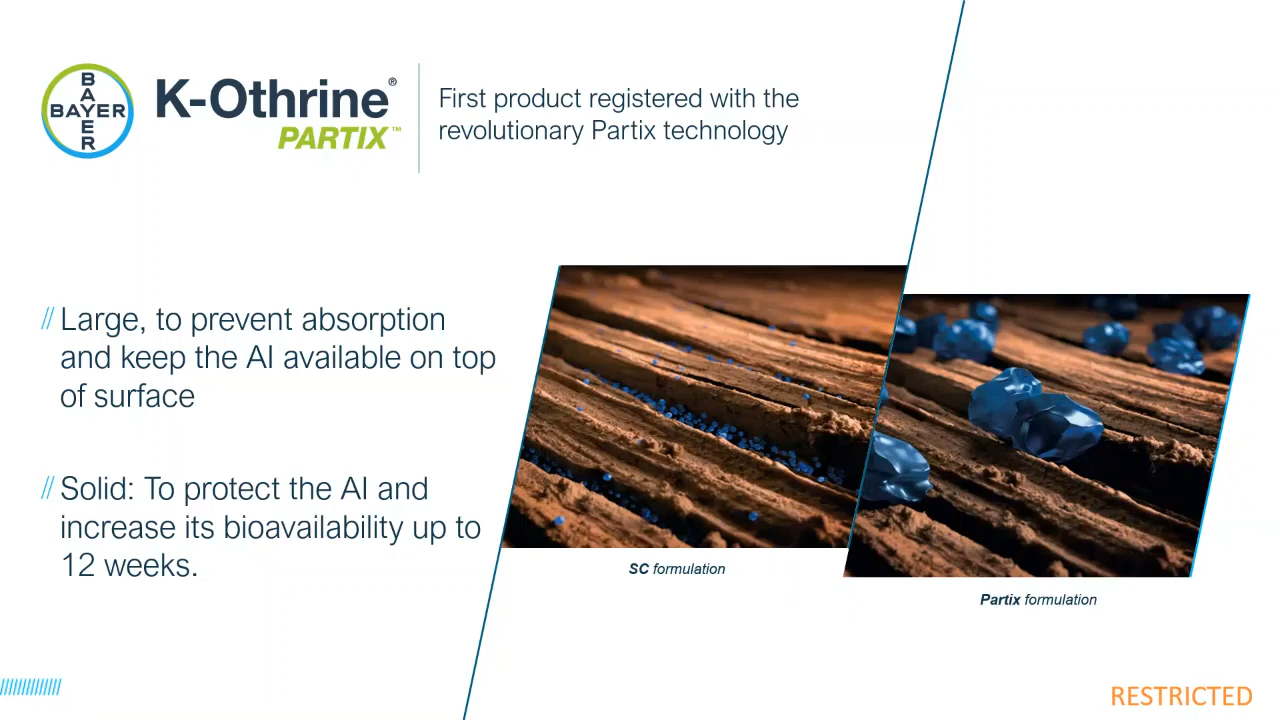 BAYER
BAYER
K-Othrine®
PARTIX™
First product registered with the
revolutionary Partix technology
// Large, to prevent absorption
and keep the AI available on top
of surface
// Solid: To protect the AI and
increase its bioavailability up to
12 weeks.
SC formulation
Partix formulation
RESTRICTED